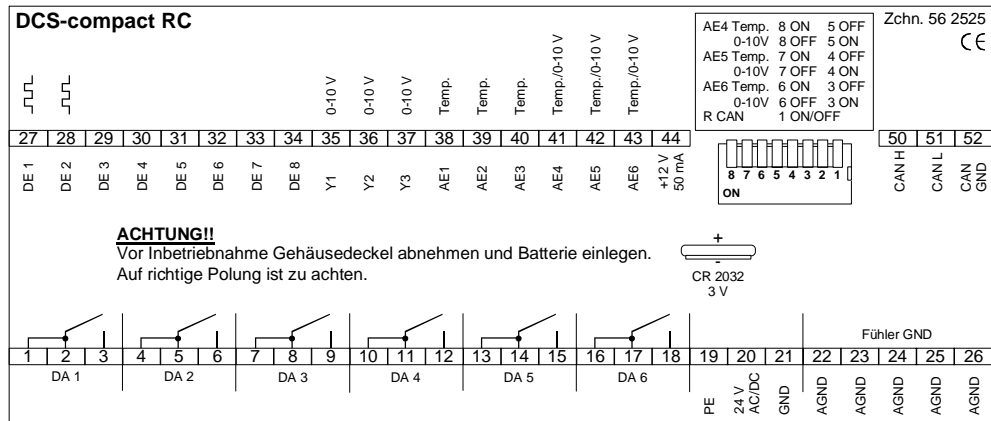 DCS-compact RC
AE4 Temp. 8 ON 5 OFF
0-10V 8 OFF 5 ON
AE5 Temp. 7 ON 4 OFF
0-10V 7 OFF 4 ON
AE6 Temp. 6 ON 3 OFF
0-10V 6 OFF 3 ON
R CAN 1 ON/OFF
Zchn. 56 2525
CE
0-10 V 0-10 V 0-10 V Temp. Temp. Temp. Temp./0-10 V Temp./0-10 V Temp./0-10 V
27 28 29 30 31 32 33 34 35 36 37 38 39 40 41 42 43 44
50 51 52
DE 1 DE 2 DE 3 DE 4 DE 5 DE 6 DE 7 DE 8 Y1 Y2 Y3 AE1 AE2 AE3 AE4 AE5 AE6 +12 V 50 mA
8 7 6 5 4 3 2 1
ON
CAN H CAN L CAN GND
ACHTUNG!!
Vor Inbetriebnahme Gehäusedeckel abnehmen und Batterie einlegen.
Auf richtige Polung ist zu achten.
+
-
CR 2032
3 V
Fühler GND
1 2 3 4 5 6 7 8 9 10 11 12 13 14 15 16 17 18 19 20 21 22 23 24 25 26
DA 1 DA 2 DA 3 DA 4 DA 5 DA 6
PE 24 V AC/DC GND AGND AGND AGND AGND AGND